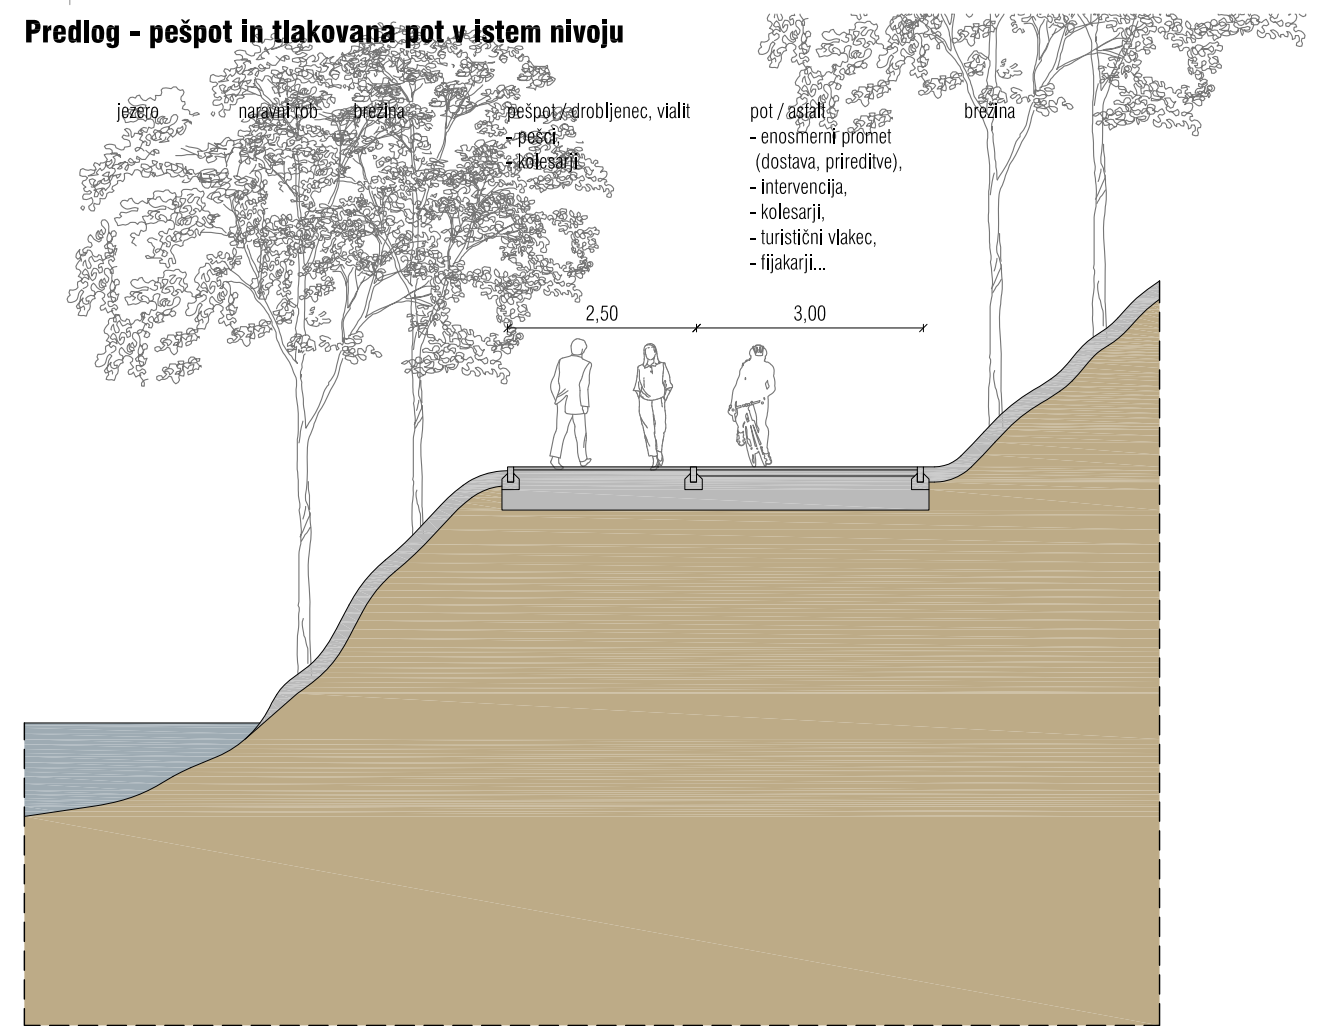 Predlog - pešpot in tlakovana pot v istem nivoju
jezero
naravni rob
brežina
pešpot / drobljenec, vialit
- pešci,
- kolesarji
pot / asfalt
- enosmerni promet
(dostava, prireditve),
- intervencija,
- kolesarji,
- turistični vlakec,
- fijakarji...
brežina
2,50
3,00